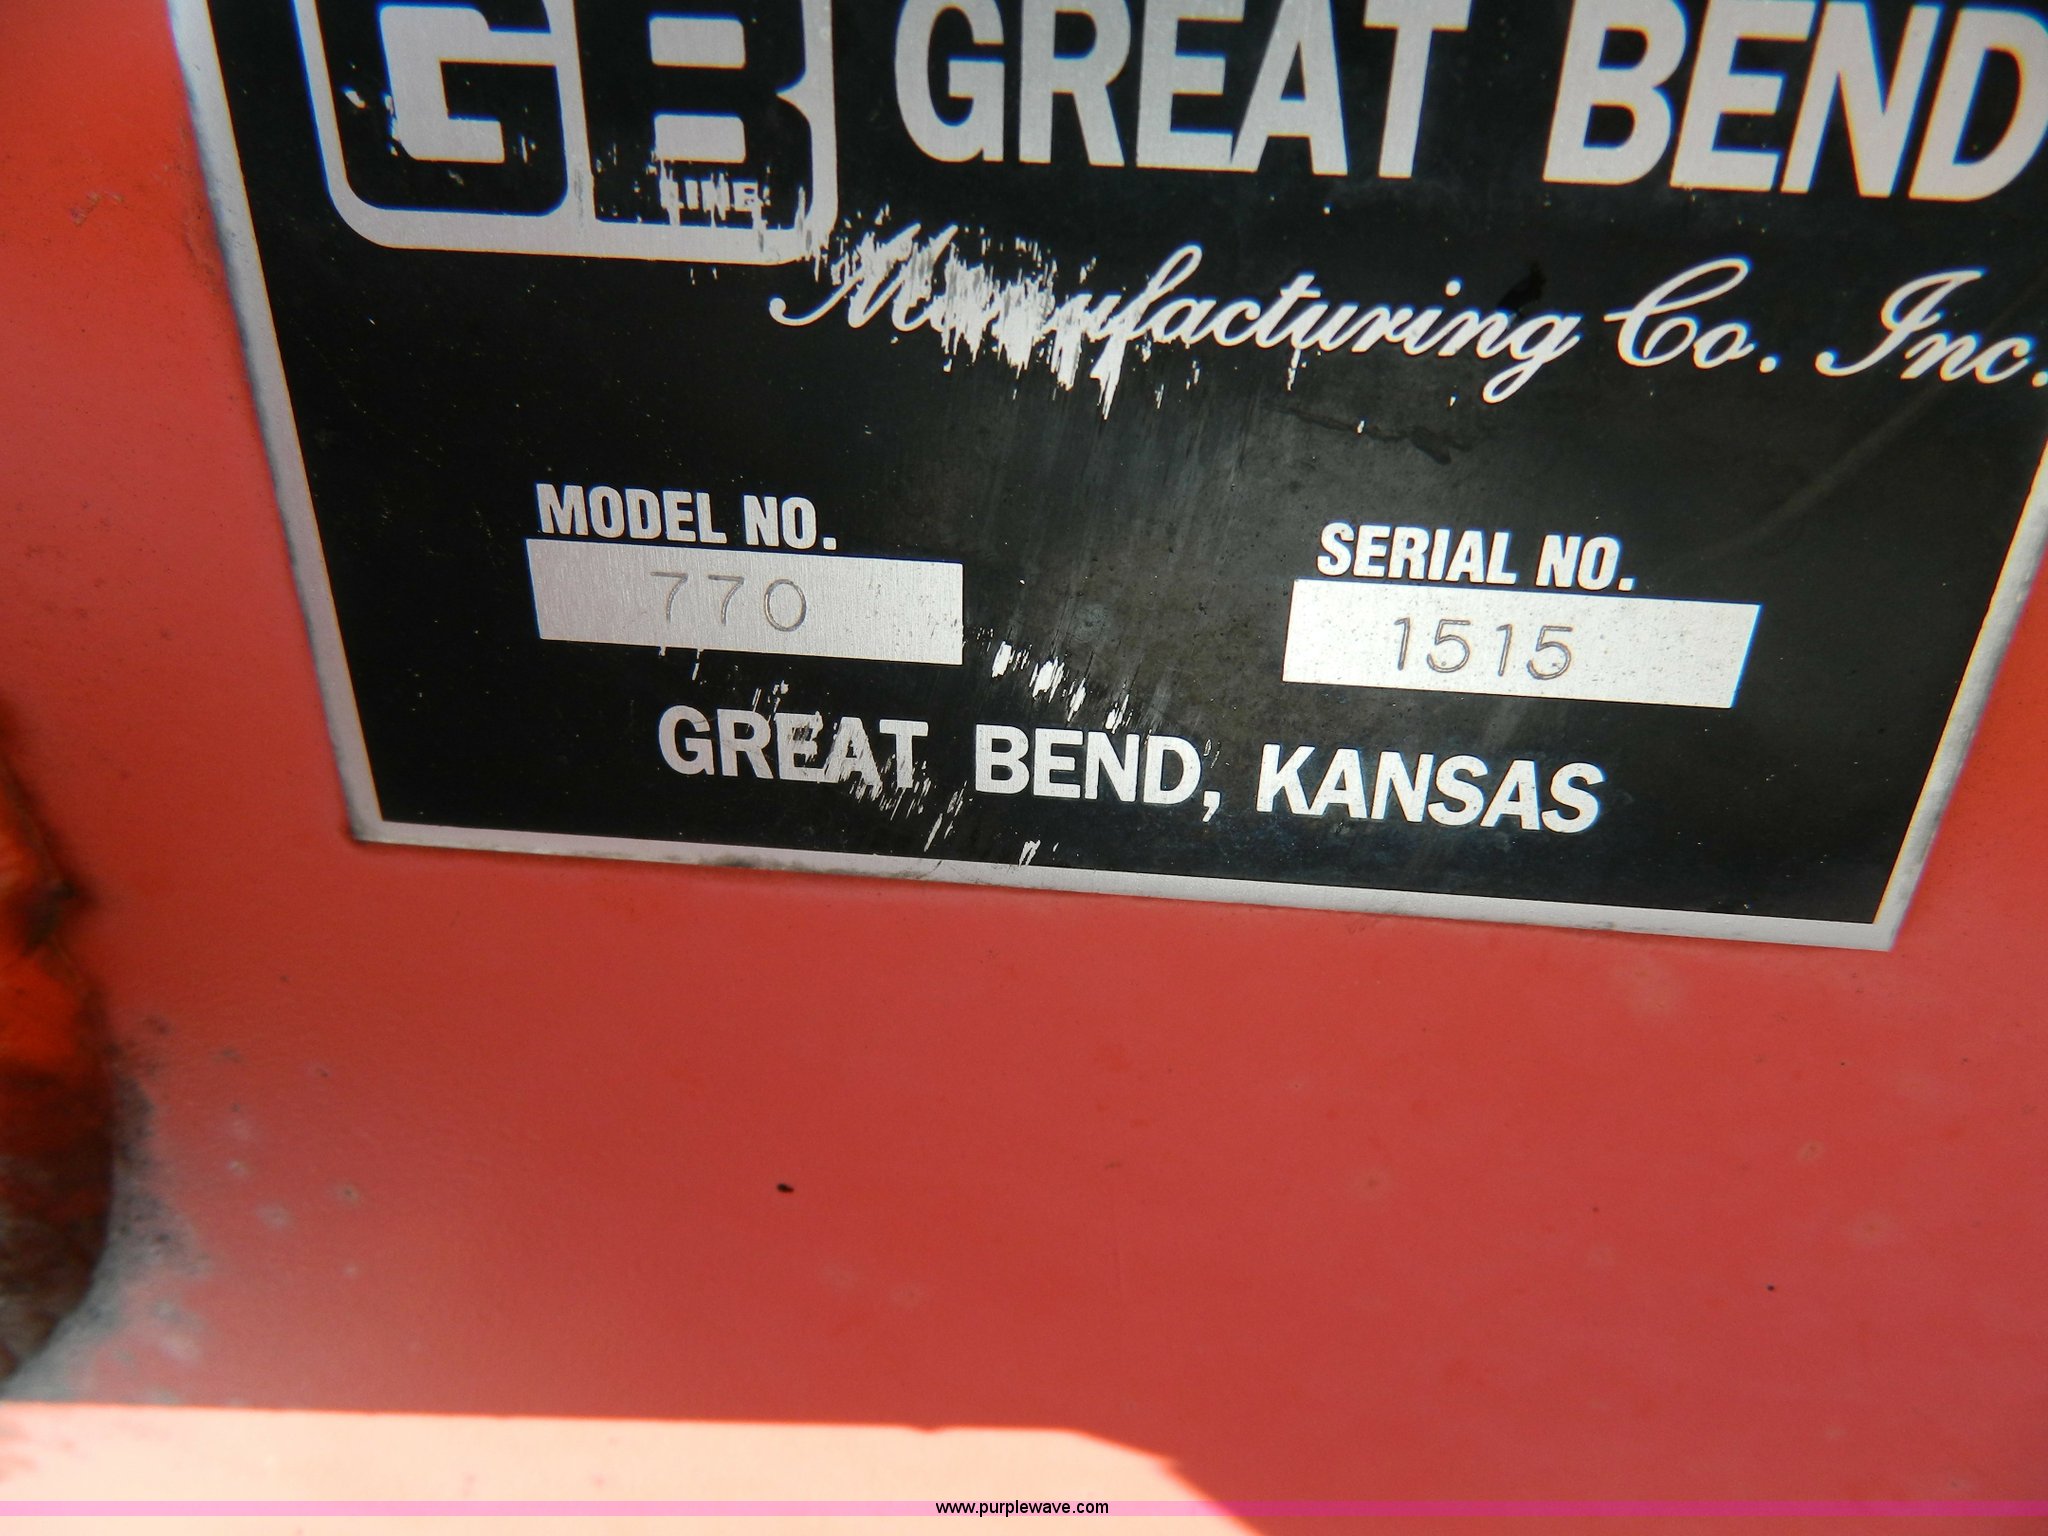 GB
LINE
GREAT BEND
Manufacturing Co. Inc.
MODEL NO.
770
SERIAL NO.
1515
GREAT BEND, KANSAS
www.purplewave.com